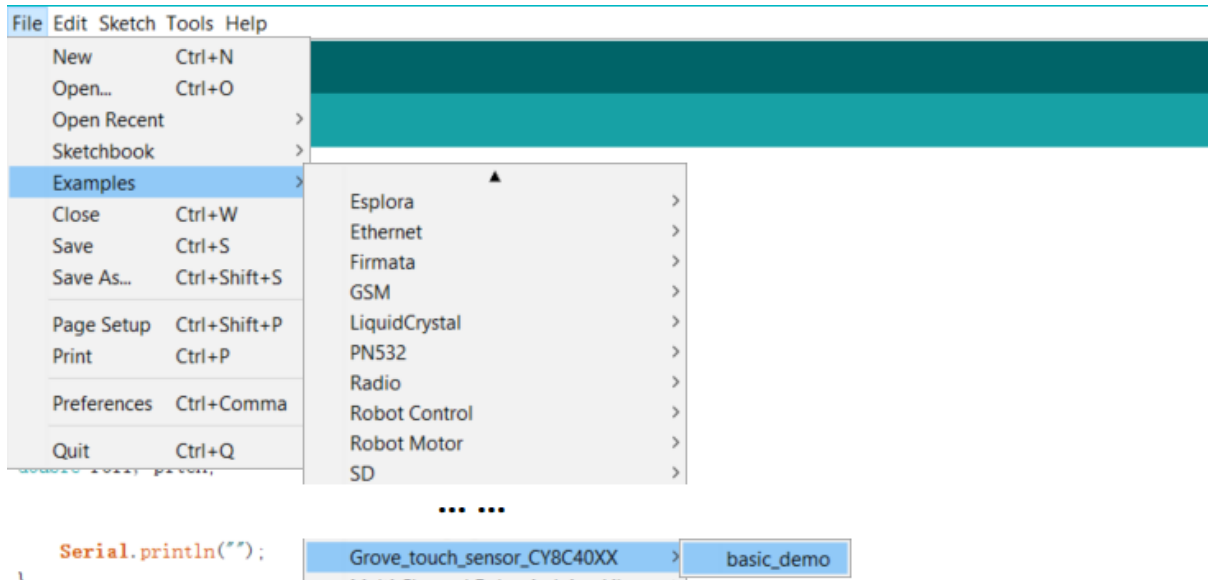 File Edit Sketch Tools Help
New Ctrl+N
Open... Ctrl+O
Open Recent
Sketchbook
Examples
Close Ctrl+W
Save Ctrl+S
Save As... Ctrl+Shift+S
Page Setup Ctrl+Shift+P
Print Ctrl+P
Preferences Ctrl+Comma
Quit Ctrl+Q
Esplora
Ethernet
Firmata
GSM
LiquidCrystal
PN532
Radio
Robot Control
Robot Motor
SD
... ...
Serial.println("");
}
Grove_touch_sensor_CY8C40XX
basic_demo